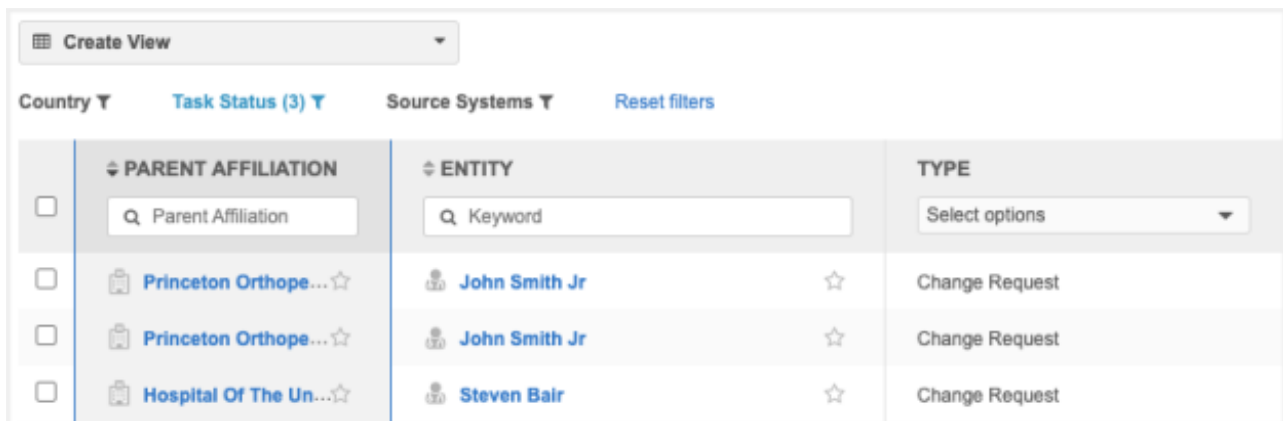 Create View
Country Task Status (3) Source Systems Reset filters
PARENT AFFILIATION ENTITY TYPE
Parent Affiliation Keyword Select options
Princeton Orthope... John Smith Jr Change Request
Princeton Orthope... John Smith Jr Change Request
Hospital Of The Un... Steven Bair Change Request